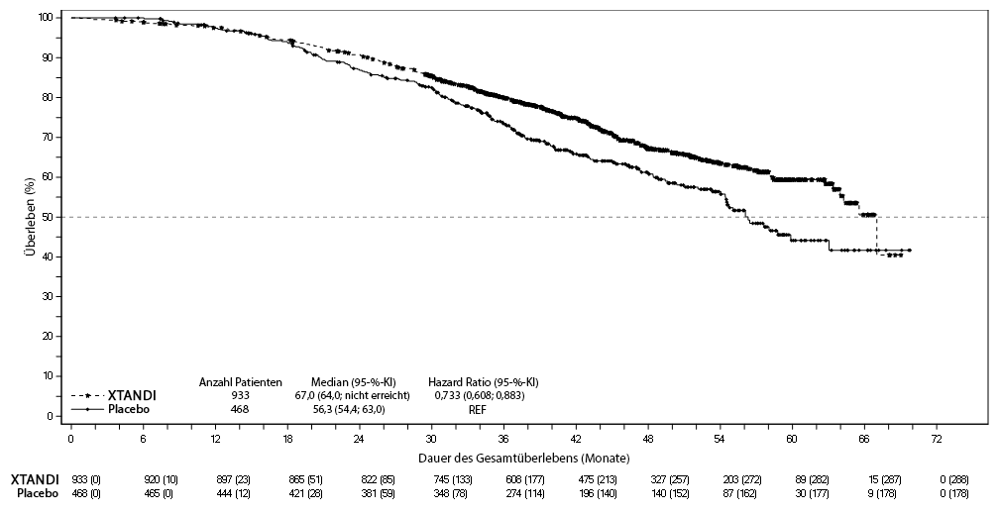 100
90
80
70
60
50
40
30
20
10
0
Überleben (%)
Anzahl Patienten Median (95-%-KI) Hazard Ratio (95-%-KI)
XTANDI 933 67,0 (64,0; nicht erreicht) 0,733 (0,608; 0,883)
Placebo 468 56,3 (54,4; 63,0) REF
0 6 12 18 24 30 36 42 48 54 60 66 72
Dauer des Gesamtüberlebens (Monate)
XTANDI 933 (0) 920 (10) 897 (23) 865 (51) 822 (85) 745 (133) 608 (177) 475 (213) 327 (257) 203 (272) 89 (282) 15 (287) 0 (288)
Placebo 468 (0) 465 (0) 444 (12) 421 (28) 381 (59) 348 (78) 274 (114) 196 (140) 140 (152) 87 (162) 30 (177) 9 (178) 0 (178)